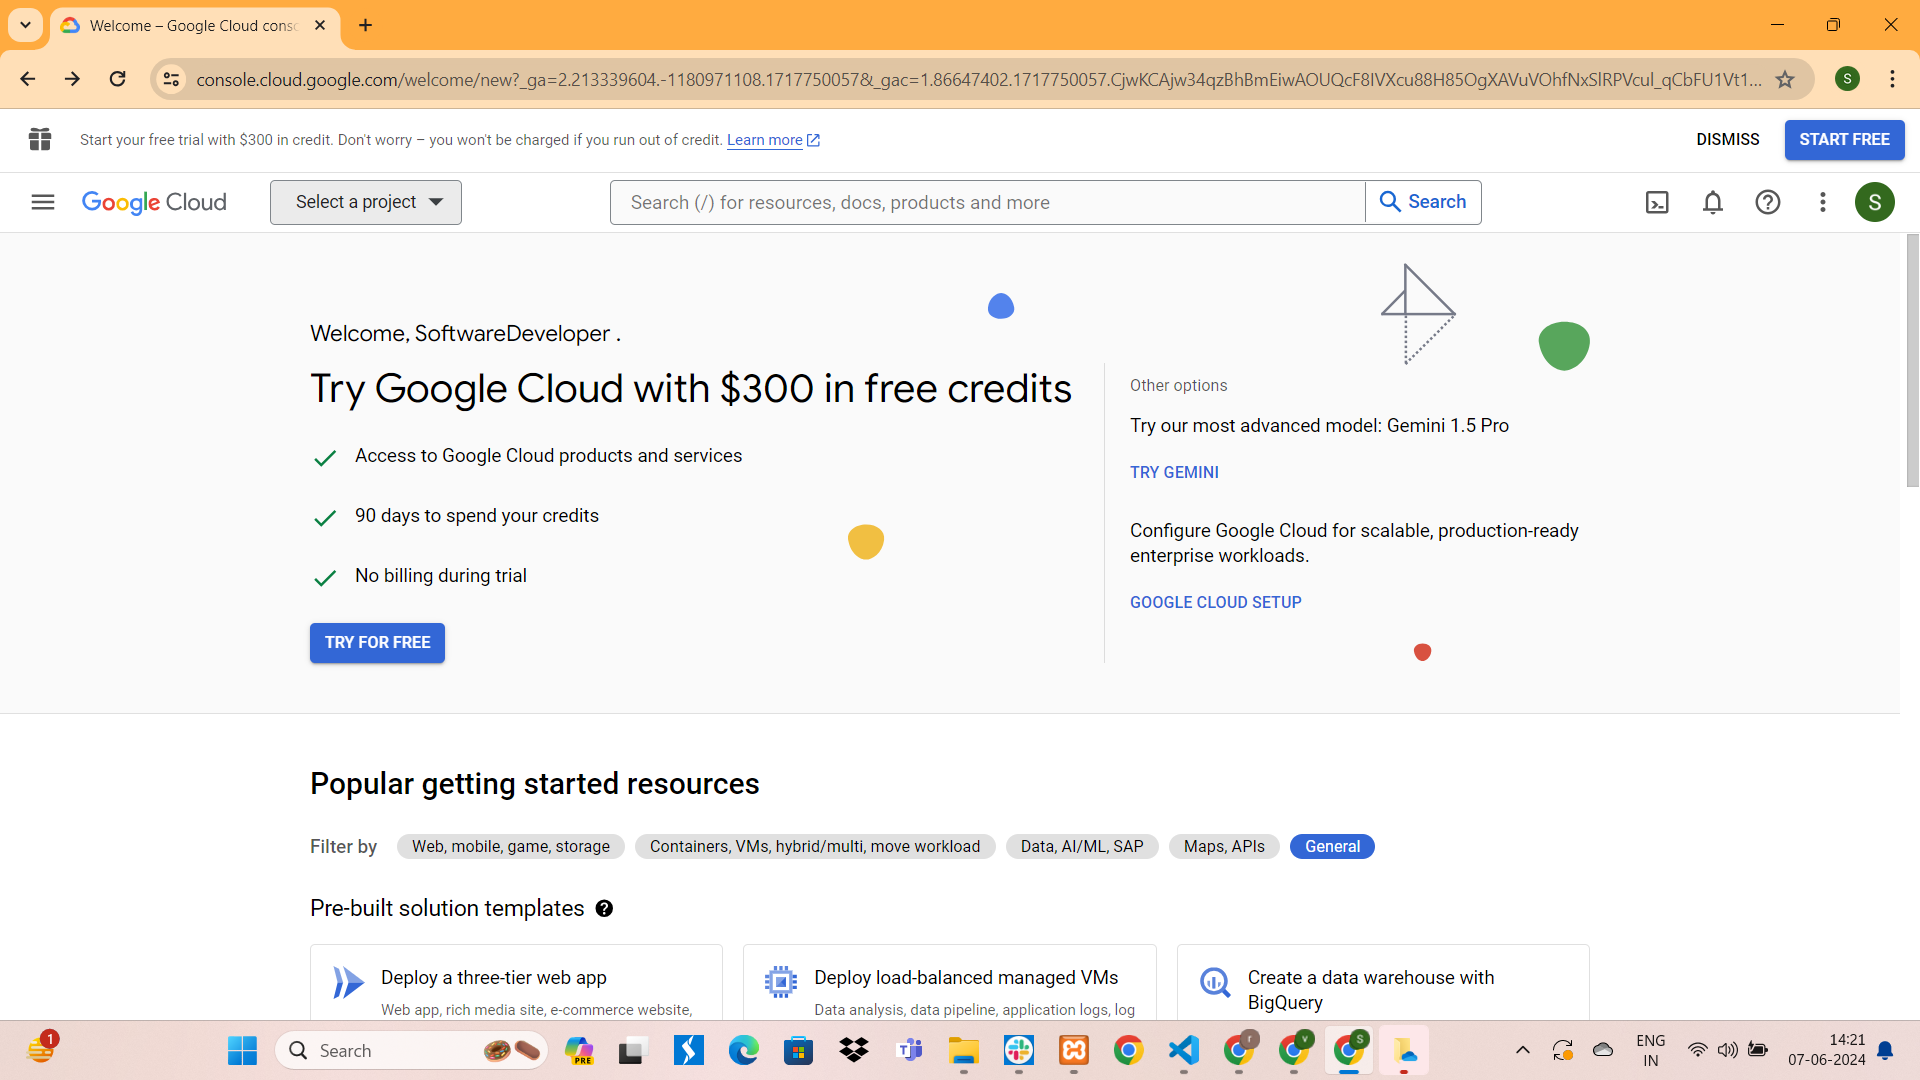 Welcome – Google Cloud consc
console.cloud.google.com/welcome/new?_ga=2.213339604.-1180971108.1717750057&_gac=1.86647402.1717750057.CjwKCAjw34qzBhBmEiwAOUQcF8IVXcu88H85OgXAVuVOhfNxSlRPVcul_qCbFU1Vt1...
S
Start your free trial with $300 in credit. Don't worry – you won't be charged if you run out of credit. Learn more
DISMISS
START FREE
Google Cloud
Select a project
Search (/) for resources, docs, products and more
Search
S
Welcome, SoftwareDeveloper .
Try Google Cloud with $300 in free credits
Access to Google Cloud products and services
90 days to spend your credits
No billing during trial
TRY FOR FREE
Other options
Try our most advanced model: Gemini 1.5 Pro
TRY GEMINI
Configure Google Cloud for scalable, production-ready
enterprise workloads.
GOOGLE CLOUD SETUP
Popular getting started resources
Filter by
Web, mobile, game, storage
Containers, VMs, hybrid/multi, move workload
Data, AI/ML, SAP
Maps, APIs
General
Pre-built solution templates
Deploy a three-tier web app
Web app, rich media site, e-commerce website,
Deploy load-balanced managed VMs
Data analysis, data pipeline, application logs, log
Create a data warehouse with
BigQuery
1
Search
PRE
r
v
S
ENG
IN
14:21
07-06-2024